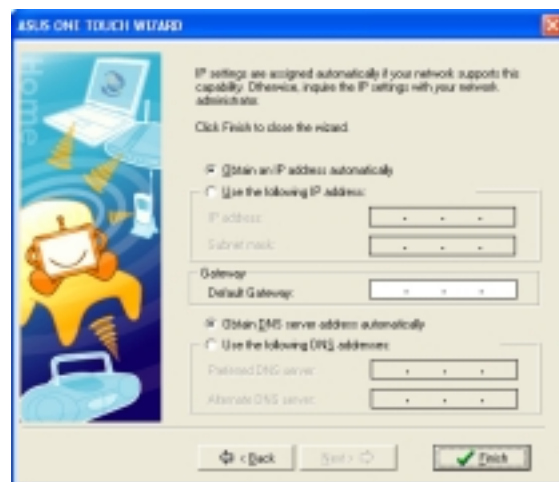 ASUS ONE TOUCH WIZARD
Home
IP settings are assigned automatically if your network supports this
capability. Otherwise, inquire the IP settings with your network
administrator.
Click Finish to close the wizard.
Obtain an IP address automatically
Use the following IP address:
IP address:
Subnet mask:
Gateway
Default Gateway:
Obtain DNS server address automatically
Use the following DNS addresses:
Preferred DNS server:
Alternate DNS server:
< Back
Next >
Finish